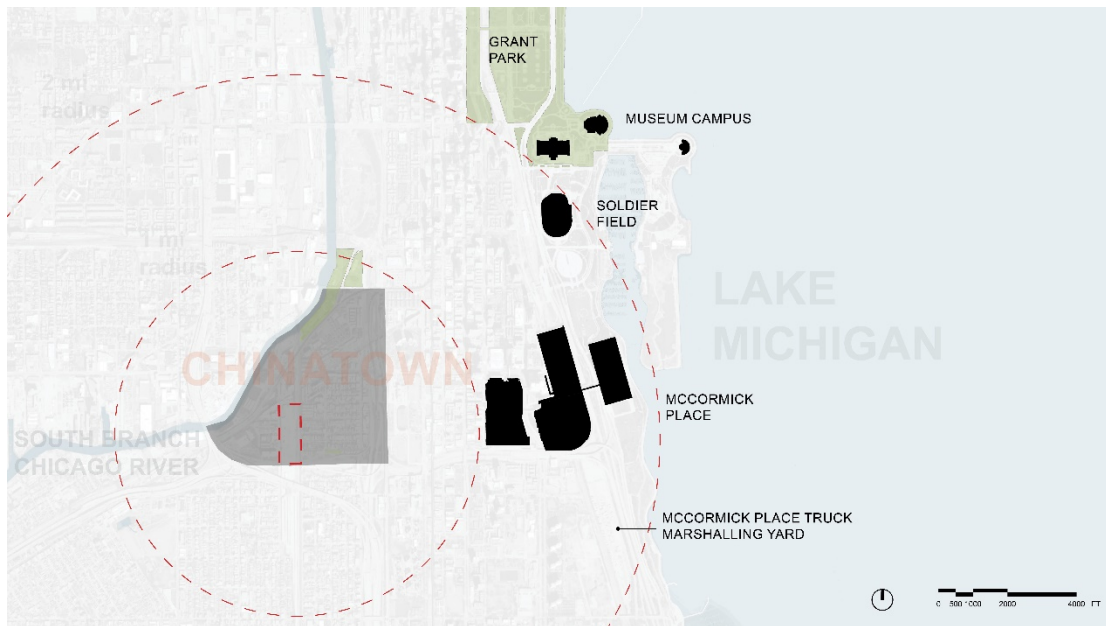 GRANT
PARK
2 mi
radius
MUSEUM CAMPUS
SOLDIER
FIELD
1 mi
radius
LAKE
MICHIGAN
CHINATOWN
MCCORMICK
PLACE
SOUTH BRANCH
CHICAGO RIVER
MCCORMICK PLACE TRUCK
MARSHALLING YARD
0 500 1000 2000 4000 FT